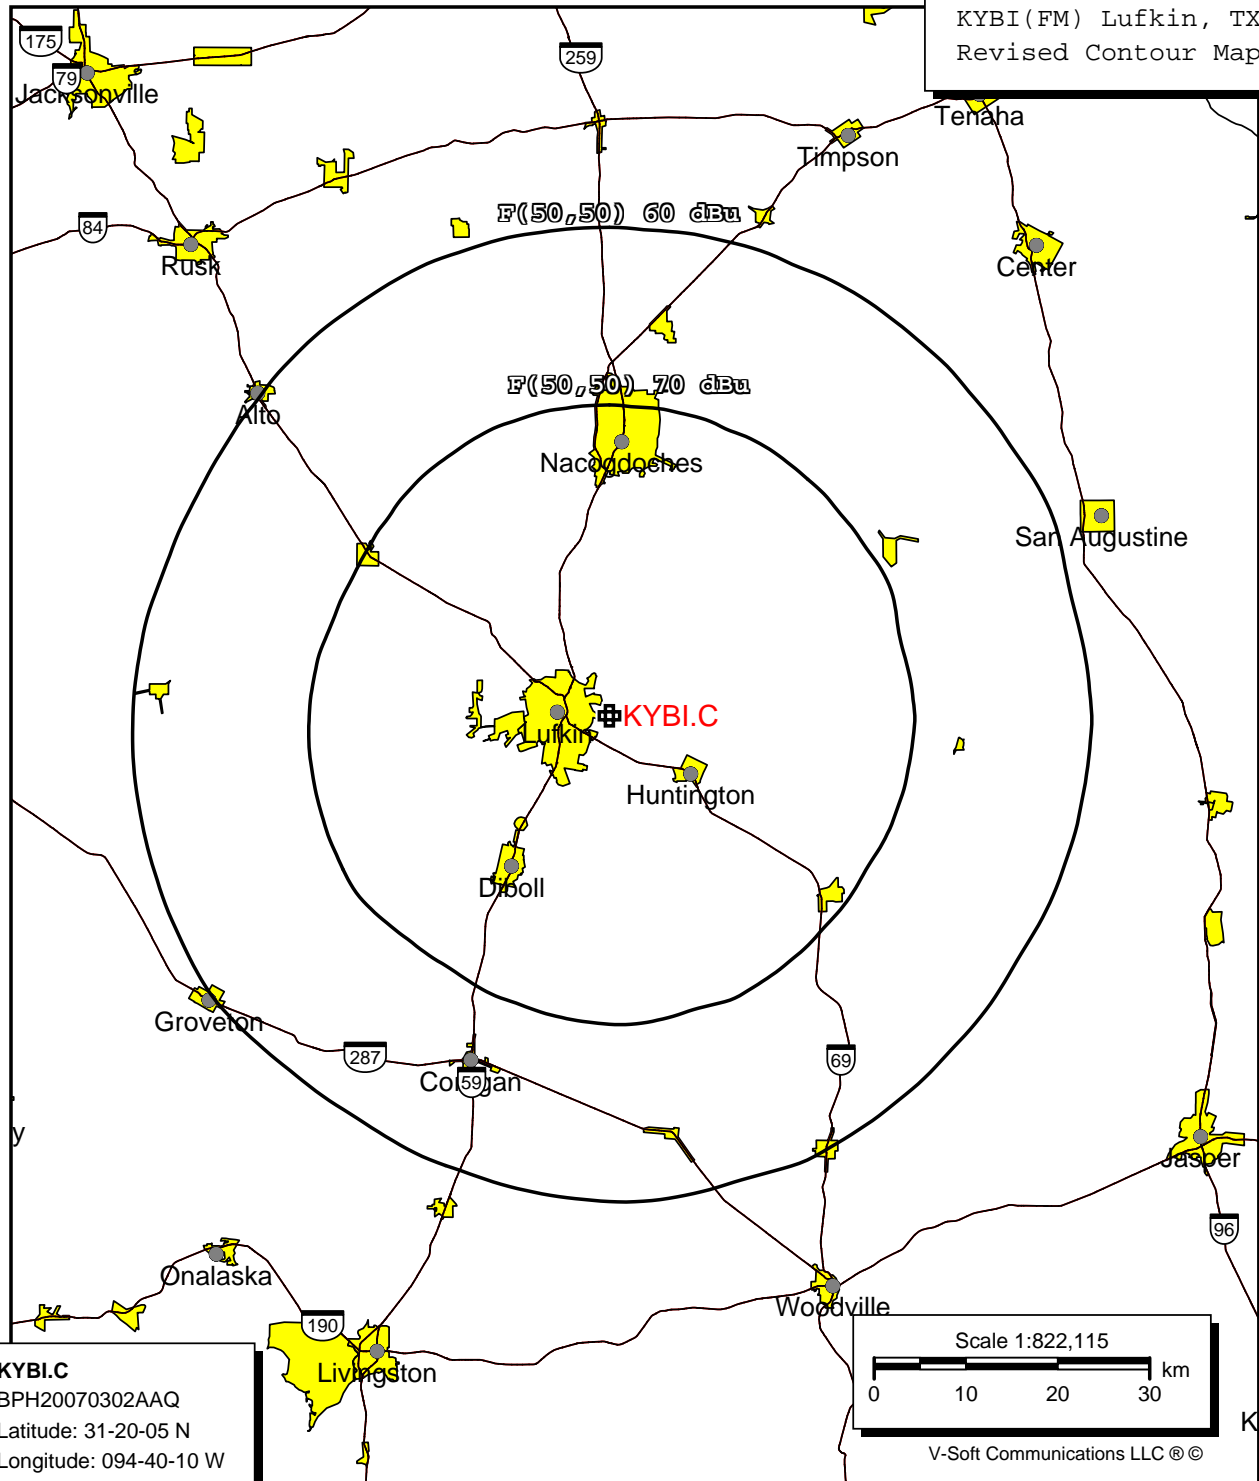 KYBI(FM) Lufkin, TX
Revised Contour Map
175
259
79
Jacksonville
Tenaha
Timpson
84
F(50,50) 60 dBu
Rusk
Center
F(50,50) 70 dBu
Alto
Nacogdoches
San Augustine
KYBI.C
Lufkin
Huntington
Diboll
Groveton
287
69
Corrigan
59
y
Jasper
96
Onalaska
Woodville
190
Livingston
Scale 1:822,115
km
0 10 20 30
K
V-Soft Communications LLC ® ©
KYBI.C
BPH20070302AAQ
Latitude: 31-20-05 N
Longitude: 094-40-10 W